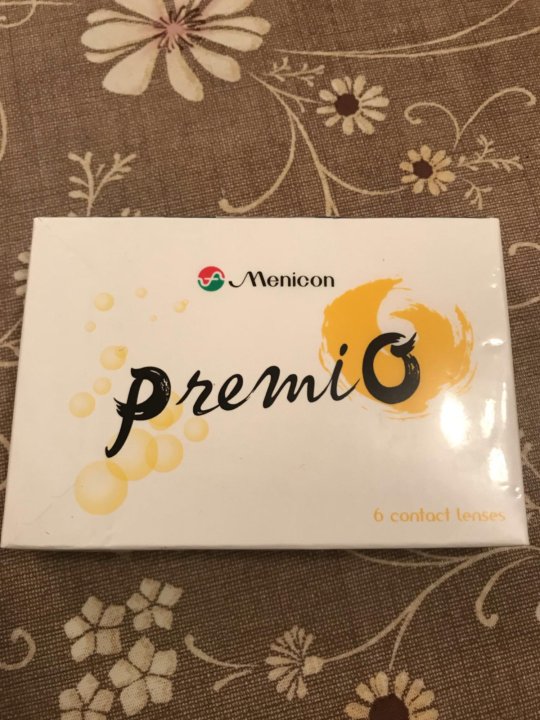 Menicon
PremiO
6 contact lenses